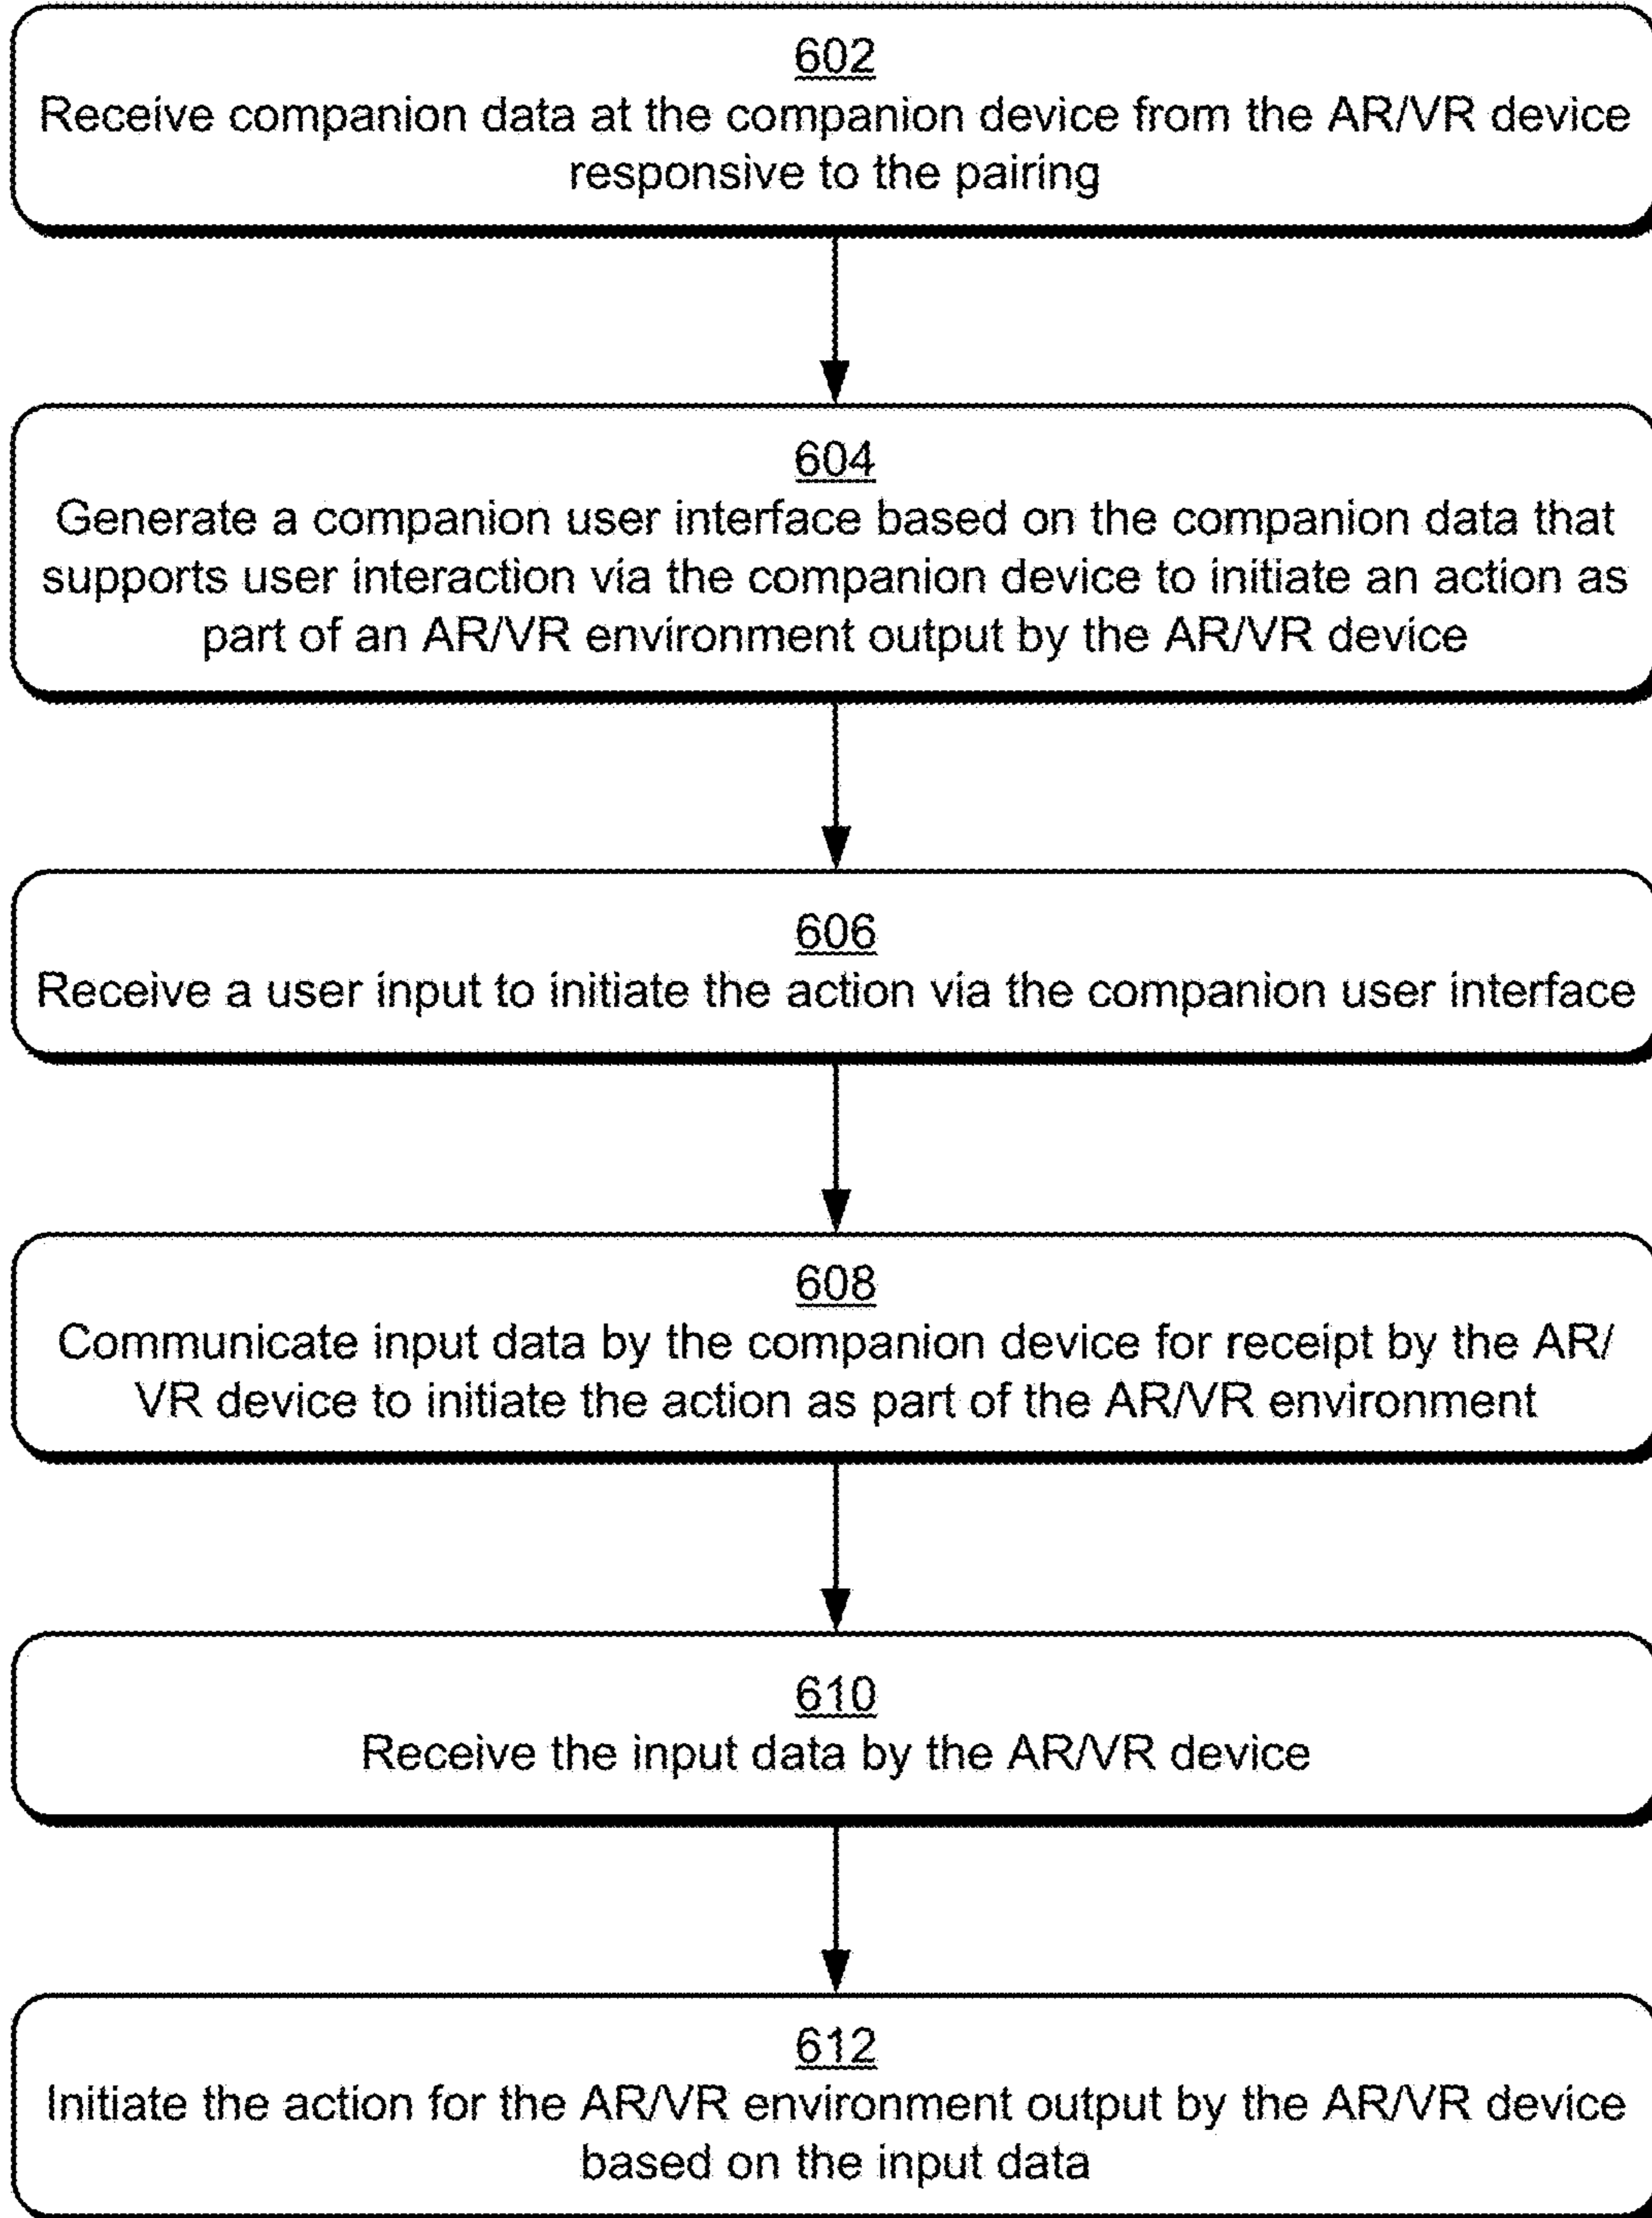 602
Receive companion data at the companion device from the AR/VR device
responsive to the pairing
604
Generate a companion user interface based on the companion data that
supports user interaction via the companion device to initiate an action as
part of an AR/VR environment output by the AR/VR device
606
Receive a user input to initiate the action via the companion user interface
608
Communicate input data by the companion device for receipt by the AR/
VR device to initiate the action as part of the AR/VR environment
610
Receive the input data by the AR/VR device
612
Initiate the action for the AR/VR environment output by the AR/VR device
based on the input data